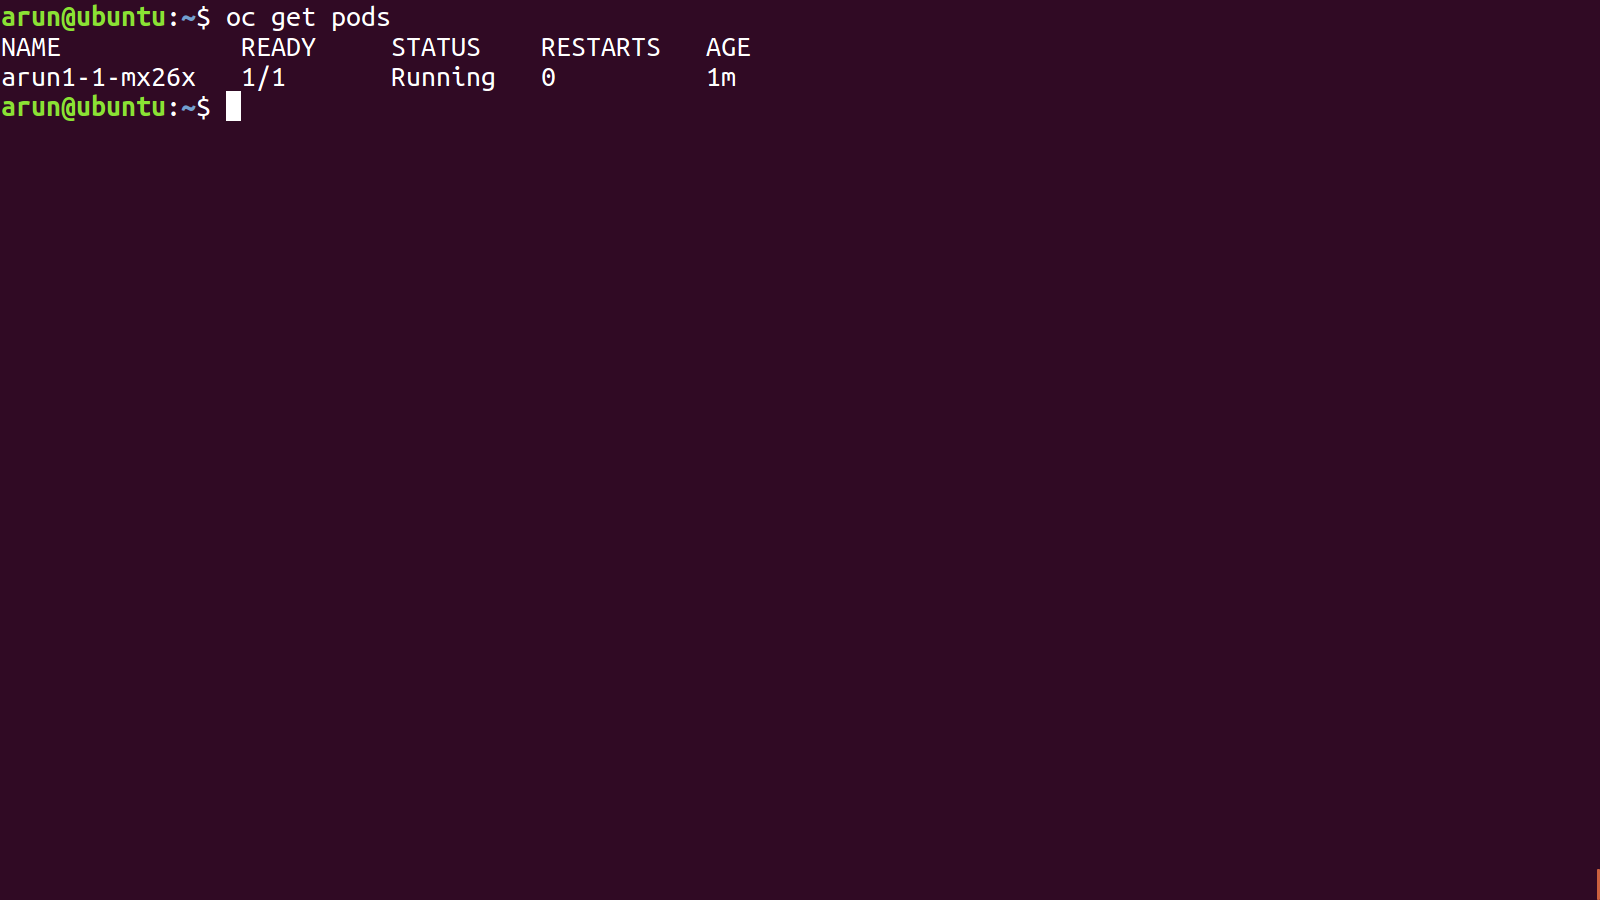 arun@ubuntu:~$ oc get pods
NAME            READY     STATUS    RESTARTS   AGE
arun1-1-mx26x   1/1       Running   0          1m
arun@ubuntu:~$